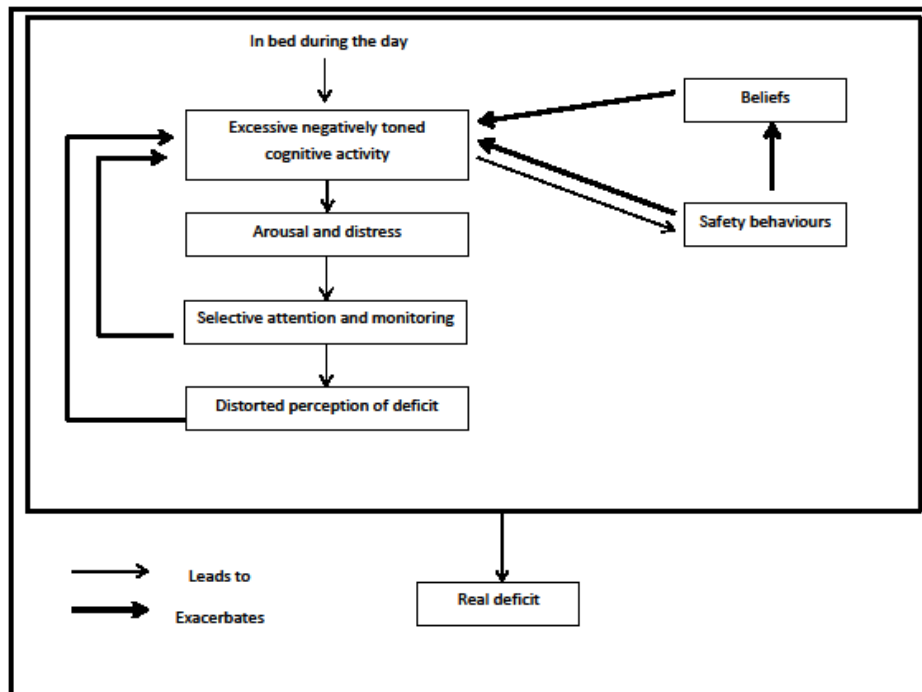 In bed during the day
Excessive negatively toned
cognitive activity
Beliefs
Safety behaviours
Arousal and distress
Selective attention and monitoring
Distorted perception of deficit
Leads to
Exacerbates
Real deficit